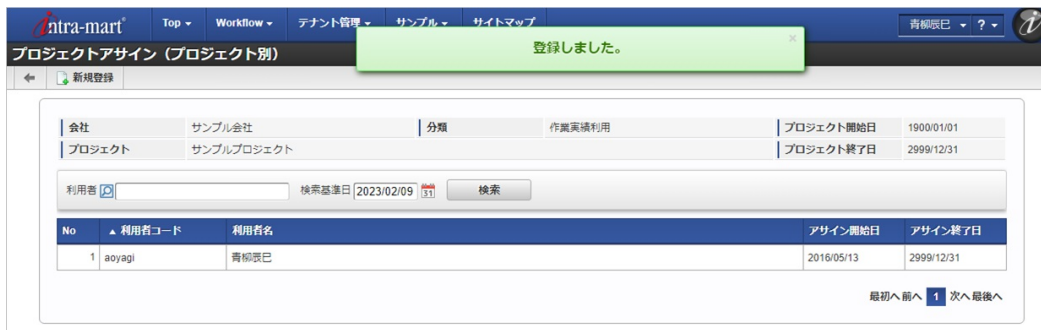 intra-mart Top Workflow テナント管理 サンプル サイトマップ 青柳辰巳 ?
登録しました。 ×
プロジェクトアサイン（プロジェクト別）
新規登録
会社 サンプル会社 分類 作業実績利用 プロジェクト開始日 1900/01/01
プロジェクト サンプルプロジェクト プロジェクト終了日 2999/12/31
利用者 検索基準日 2023/02/09 31 検索
No ▲ 利用者コード 利用者名 アサイン開始日 アサイン終了日
1 aoyagi 青柳辰巳 2016/05/13 2999/12/31
最初へ 前へ 1 次へ 最後へ